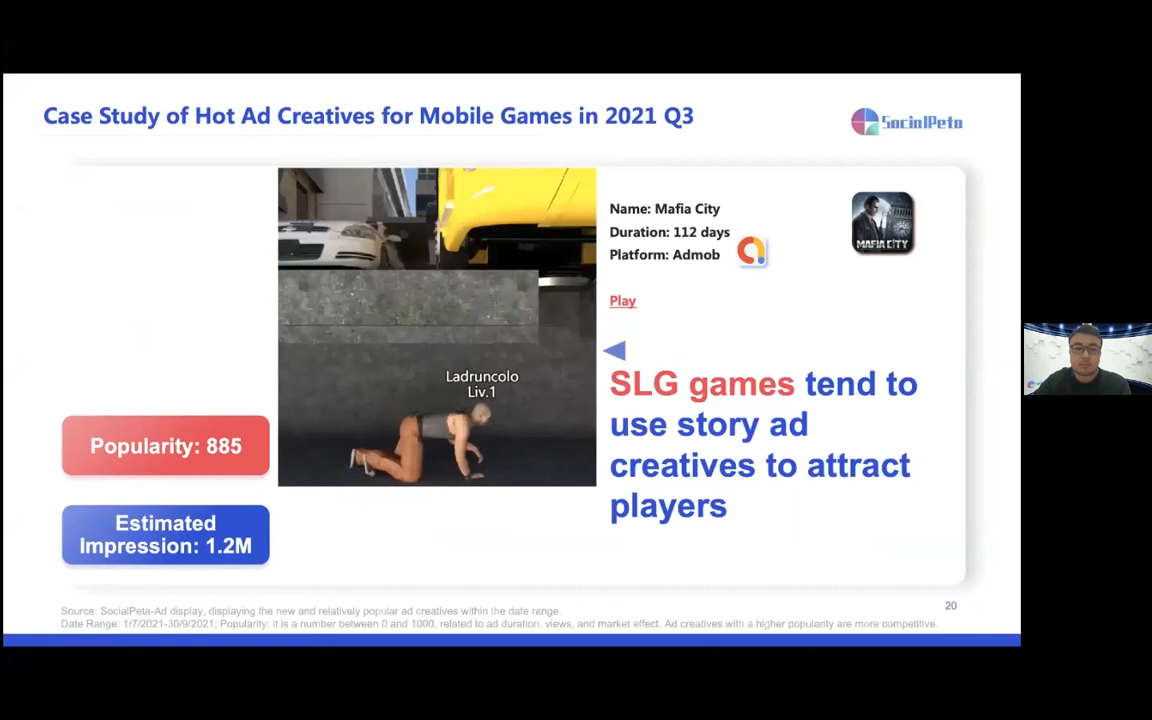 Case Study of Hot Ad Creatives for Mobile Games in 2021 Q3
SocialPeta
Name: Mafia City
Duration: 112 days
Platform: Admob
MAFIA CITY
Play
Ladruncolo
Liv.1
SLG games tend to
use story ad
creatives to attract
players
Popularity: 885
Estimated
Impression: 1.2M
Source: SocialPeta-Ad display, displaying the new and relatively popular ad creatives within the date range.
Date Range: 1/7/2021-30/9/2021; Popularity: it is a number between 0 and 1000, related to ad duration, views, and market effect. Ad creatives with a higher popularity are more competitive.
20